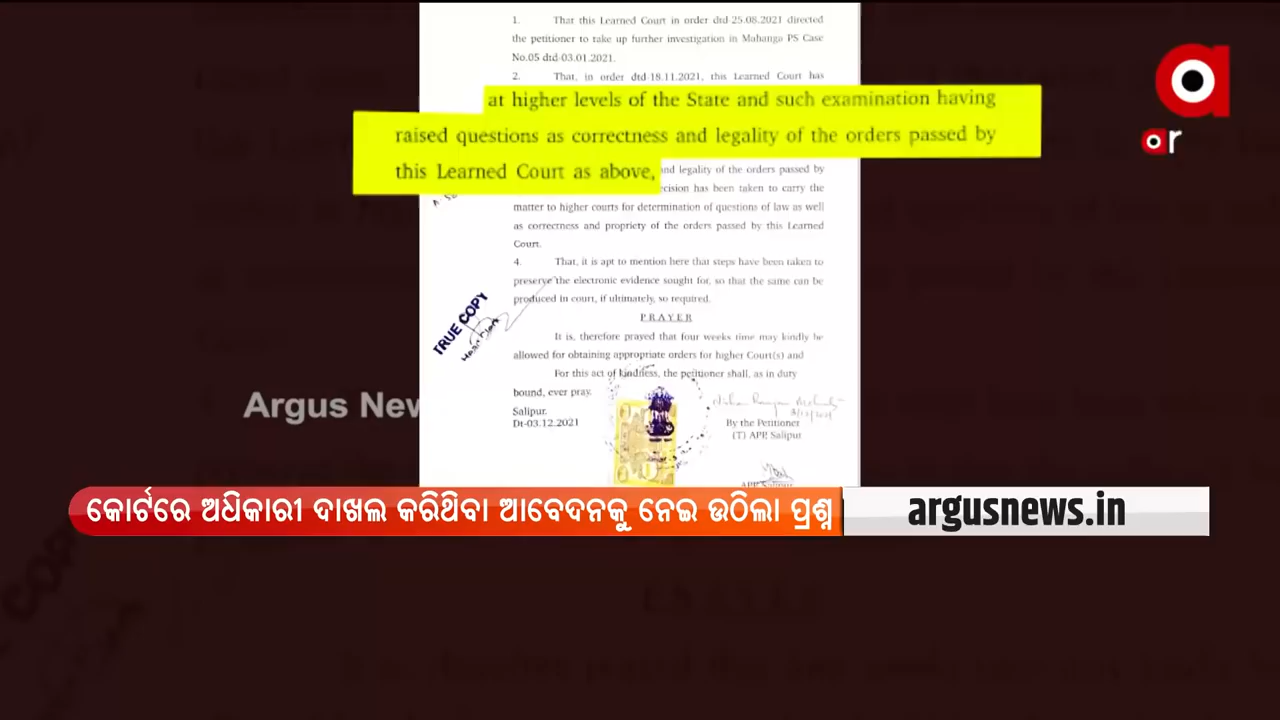 1. That this Learned Court in order dtd-25.08.2021 directed
the petitioner to take up further investigation in Mahanga PS Case
No.05 dtd-03.01.2021.
2. That, in order dtd-18.11.2021, this Learned Court has
at higher levels of the State and such examination having
raised questions as correctness and legality of the orders passed by
this Learned Court as above,
nd legality of the orders passed by
cision has been taken to carry the
matter to higher courts for determination of questions of law as well
as correctness and propriety of the orders passed by this Learned
Court.
4. That, it is apt to mention here that steps have been taken to
preserve the electronic evidence sought for, so that the same can be
produced in court, if ultimately, so required.
PRAYER
It is, therefore prayed that four weeks time may kindly be
allowed for obtaining appropriate orders for higher Court(s) and
For this act of kindness, the petitioner shall, as in duty
bound, ever pray.
Salipur.
Dt-03.12.2021
By the Petitioner
(T) APP, Salipur
TRUE COPY
Head Clerk
Argus New
ar
କୋର୍ଟରେ ଅଧିକାରୀ ଦାଖଲ କରିଥିବା ଆବେଦନକୁ ନେଇ ଉଠିଲା ପ୍ରଶ୍ନ
argusnews.in